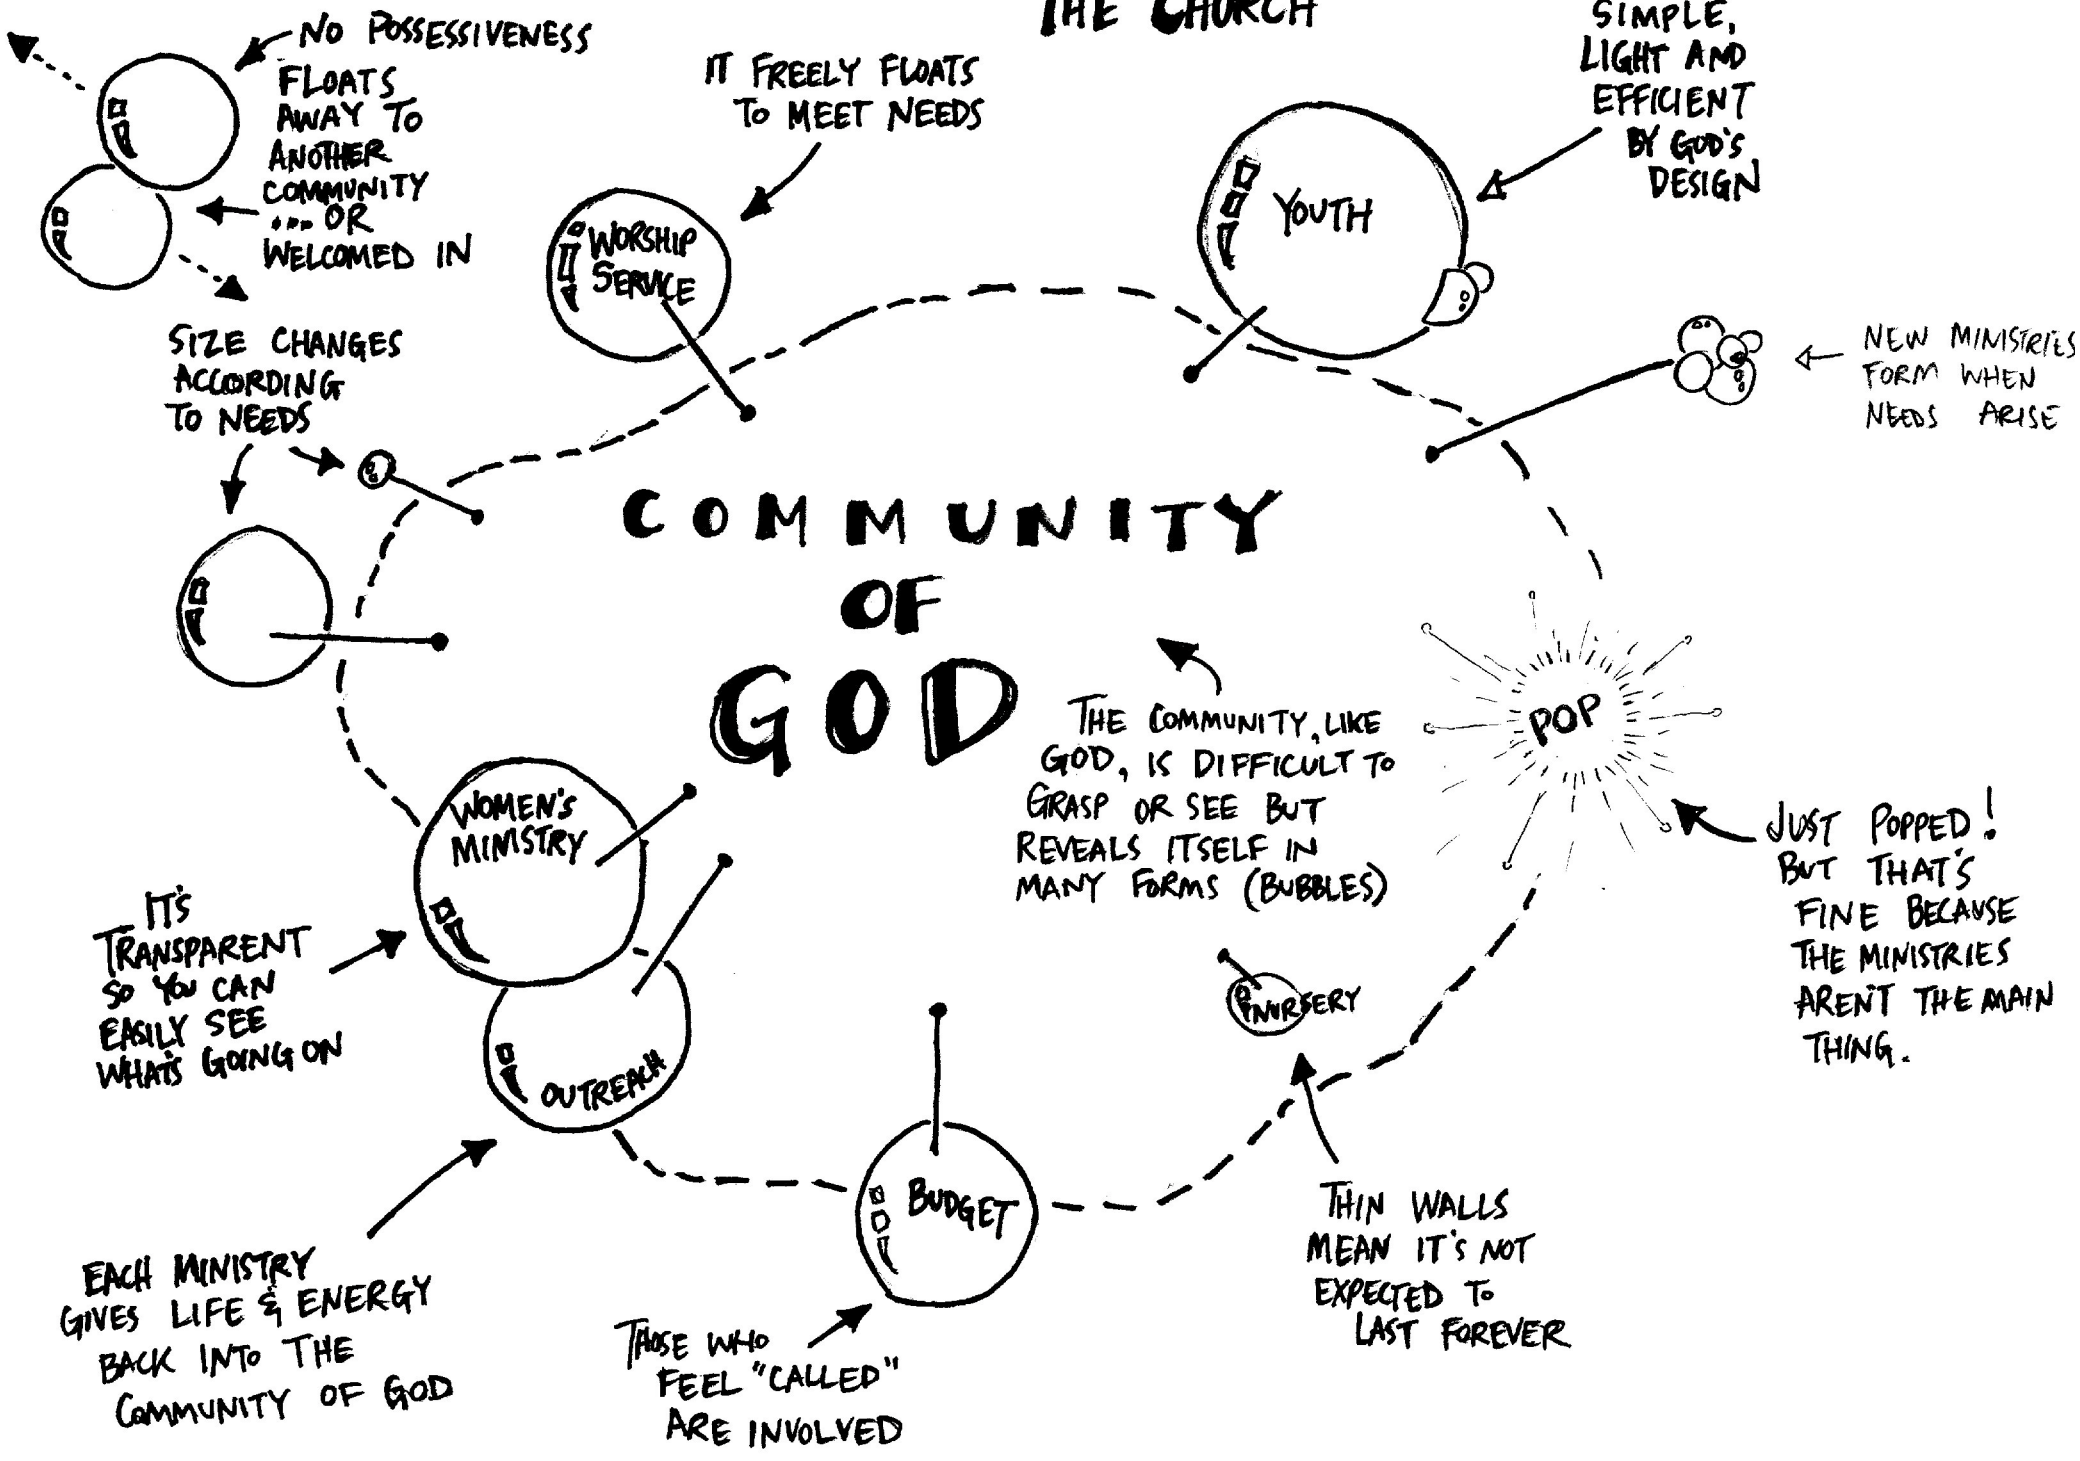 THE CHURCH
NO POSSESSIVENESS
FLOATS
AWAY TO
ANOTHER
COMMUNITY
... OR
WELCOMED IN
IT FREELY FLOATS
TO MEET NEEDS
SIMPLE,
LIGHT AND
EFFICIENT
BY GOD'S
DESIGN
WORSHIP
SERVICE
YOUTH
SIZE CHANGES
ACCORDING
TO NEEDS
NEW MINISTRIES
FORM WHEN
NEEDS ARISE
COMMUNITY
OF
GOD
THE COMMUNITY, LIKE
GOD, IS DIFFICULT TO
GRASP OR SEE BUT
REVEALS ITSELF IN
MANY FORMS (BUBBLES)
POP
JUST POPPED!
BUT THAT'S
FINE BECAUSE
THE MINISTRIES
AREN'T THE MAIN
THING.
WOMEN'S
MINISTRY
IT'S
TRANSPARENT
SO YOU CAN
EASILY SEE
WHAT'S GOING ON
OUTREACH
NURSERY
BUDGET
EACH MINISTRY
GIVES LIFE & ENERGY
BACK INTO THE
COMMUNITY OF GOD
THOSE WHO
FEEL "CALLED"
ARE INVOLVED
THIN WALLS
MEAN IT'S NOT
EXPECTED TO
LAST FOREVER